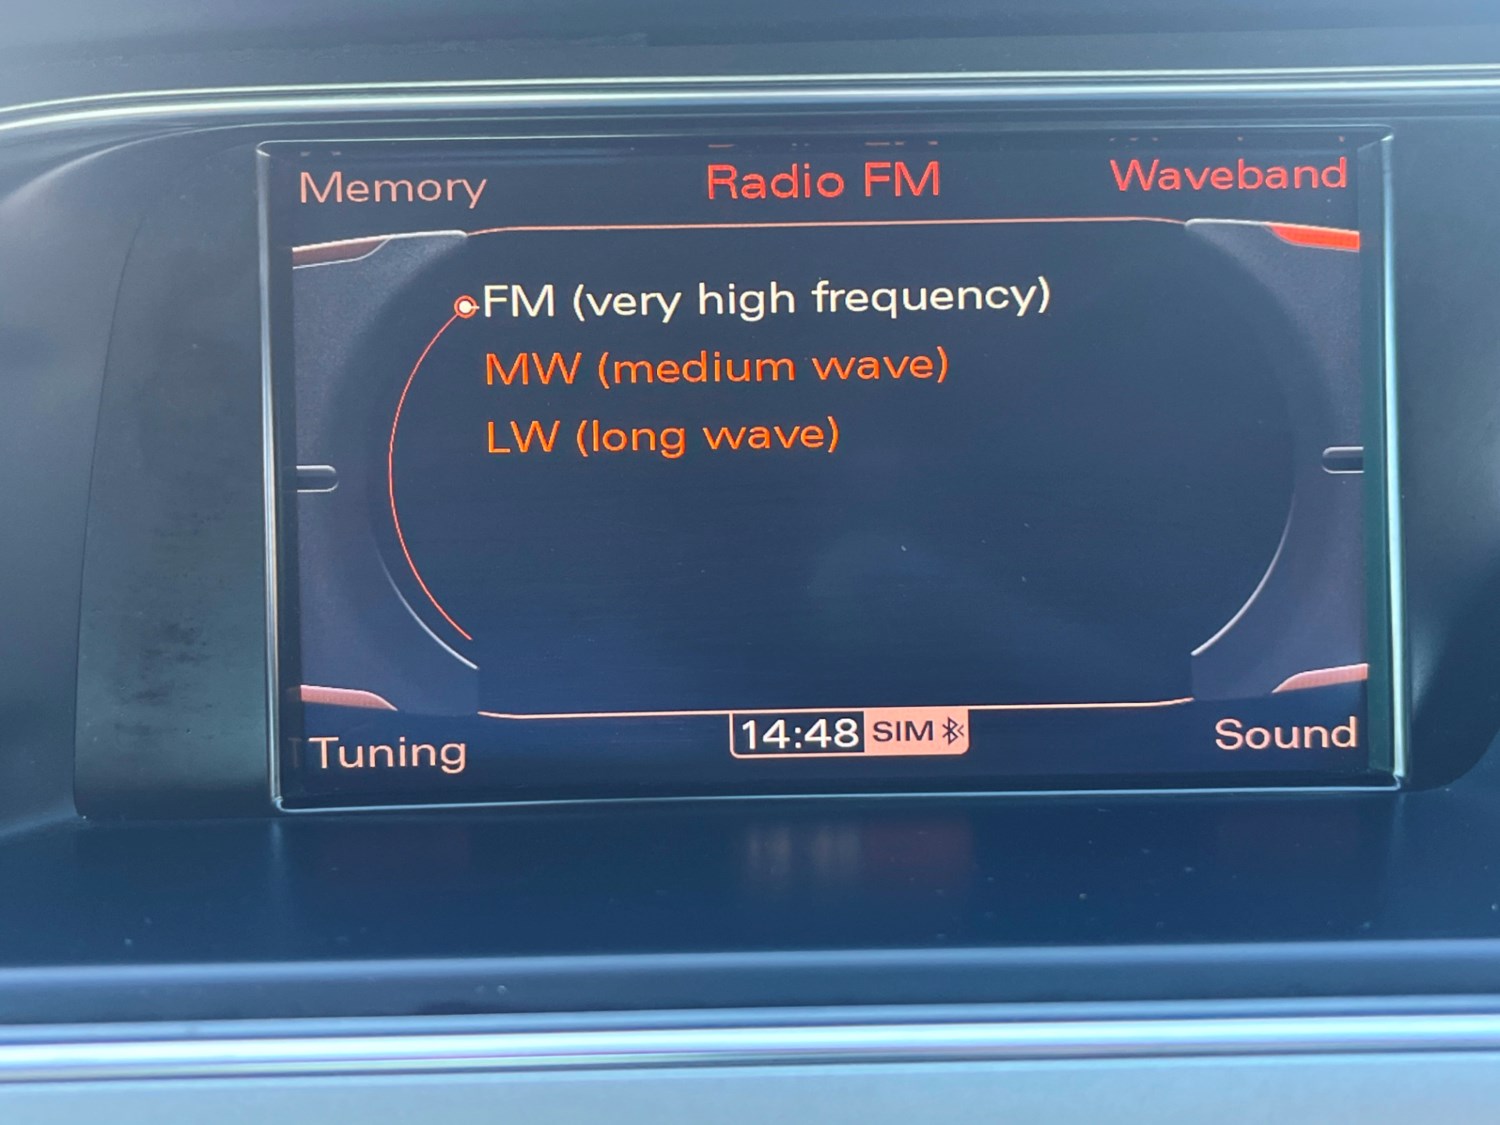 Memory
Radio FM
Waveband
FM (very high frequency)
MW (medium wave)
LW (long wave)
Tuning
14:48 SIM
Sound